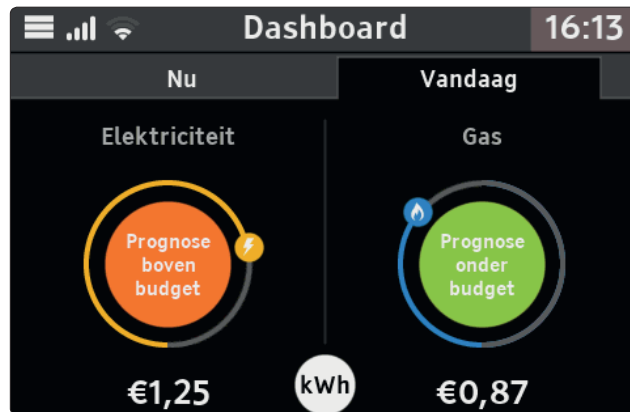 Dashboard 16:13
Nu Vandaag
Elektriciteit Gas
Prognose
boven
budget
Prognose
onder
budget
€1,25 kWh €0,87